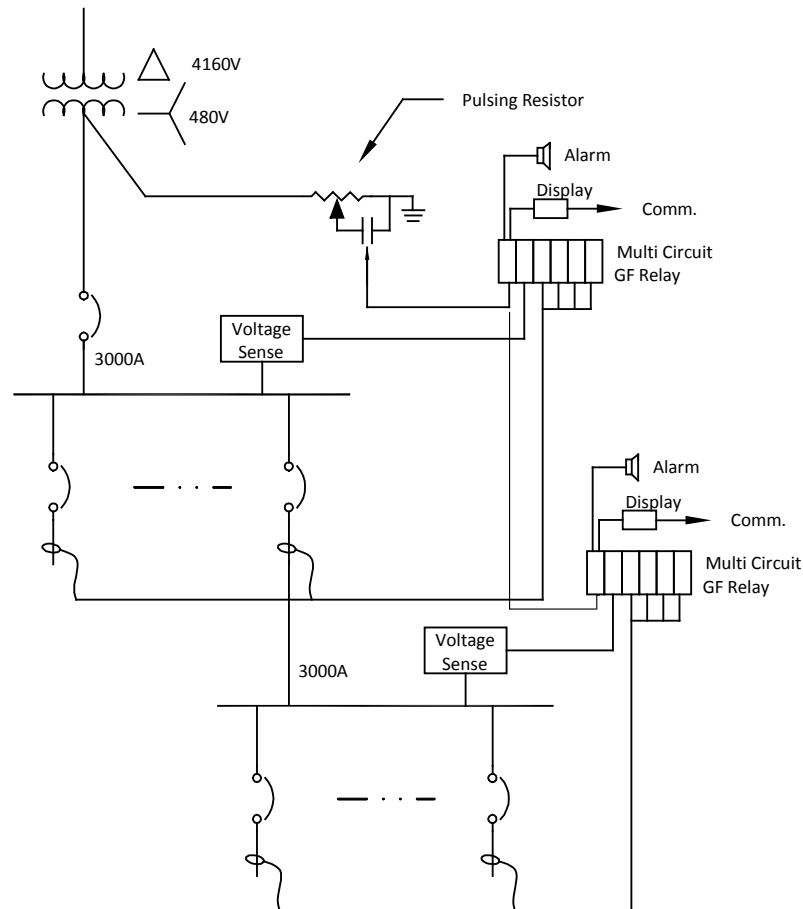 4160V
480V
Pulsing Resistor
Alarm
Display
Comm.
Multi Circuit
GF Relay
Voltage
Sense
3000A
Alarm
Display
Comm.
Multi Circuit
GF Relay
Voltage
Sense
3000A